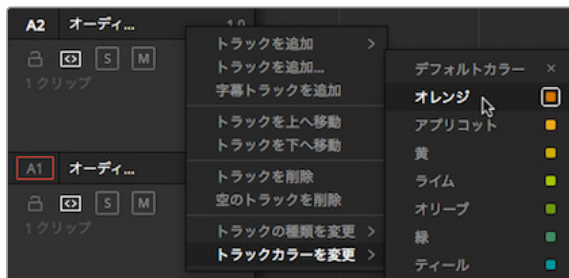 A2 オーディ... 1.0
S M
1 クリップ
A1 オーディ...
S M
1 クリップ
トラックを追加 >
トラックを追加...
字幕トラックを追加
トラックを上へ移動
トラックを下へ移動
トラックを削除
空のトラックを削除
トラックの種類を変更 >
トラックカラーを変更 >
デフォルトカラー ×
オレンジ
アプリコット
黄
ライム
オリーブ
緑
ティール